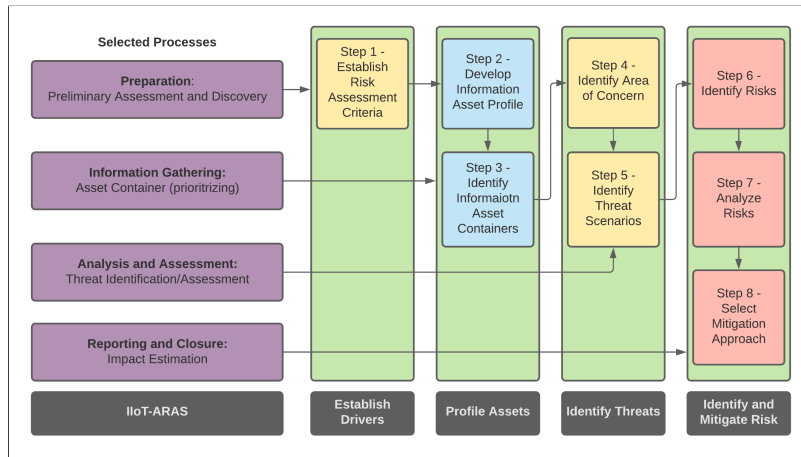 Selected Processes
Preparation:
Preliminary Assessment and Discovery
Information Gathering:
Asset Container (prioritrizing)
Analysis and Assessment:
Threat Identification/Assessment
Reporting and Closure:
Impact Estimation
IIoT-ARAS
Step 1 -
Establish
Risk
Assessment
Criteria
Establish
Drivers
Step 2 -
Develop
Information
Asset Profile
Step 3 -
Identify
Informaiotn
Asset
Containers
Profile Assets
Step 4 -
Identify Area
of Concern
Step 5 -
Identify
Threat
Scenarios
Identify Threats
Step 6 -
Identify Risks
Step 7 -
Analyze
Risks
Step 8 -
Select
Mitigation
Approach
Identify and
Mitigate Risk